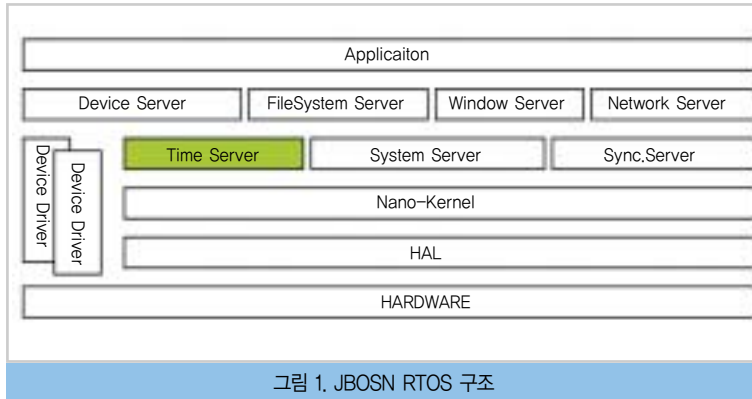 Applicaiton
Device Server
FileSystem Server
Window Server
Network Server
Device Driver
Device Driver
Time Server
System Server
Sync.Server
Nano-Kernel
HAL
HARDWARE
그림 1. JBOSN RTOS 구조